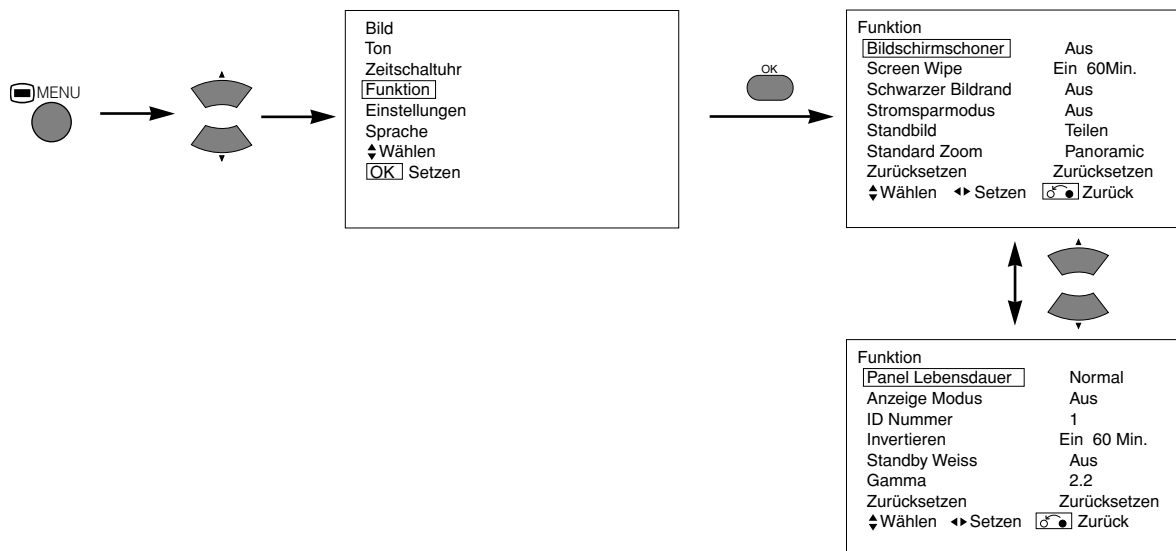 MENU
Bild
Ton
Zeitschaltuhr
Funktion
Einstellungen
Sprache
Wählen
OK Setzen
OK
Funktion
Bildschirmschoner Aus
Screen Wipe Ein 60Min.
Schwarzer Bildrand Aus
Stromsparmodus Aus
Standbild Teilen
Standard Zoom Panoramic
Zurücksetzen Zurücksetzen
Wählen Setzen Zurück
Funktion
Panel Lebensdauer Normal
Anzeige Modus Aus
ID Nummer 1
Invertieren Ein 60 Min.
Standby Weiss Aus
Gamma 2.2
Zurücksetzen Zurücksetzen
Wählen Setzen Zurück